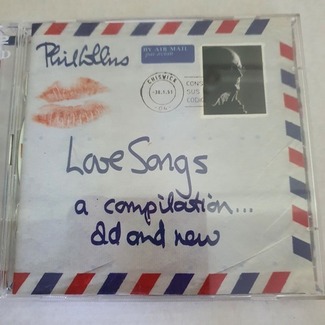 Phil Collins
BY AIR MAIL
par avion
CHISWICK
Love Songs
a compilation...
old and new